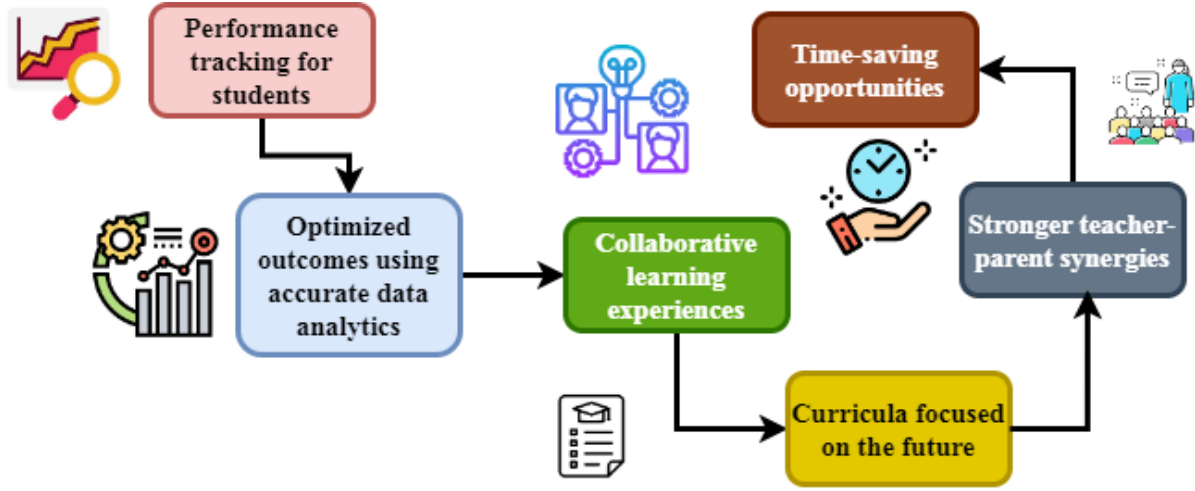 Performance
tracking for
students
Optimized
outcomes using
accurate data
analytics
Collaborative
learning
experiences
Curricula focused
on the future
Stronger teacher-
parent synergies
Time-saving
opportunities